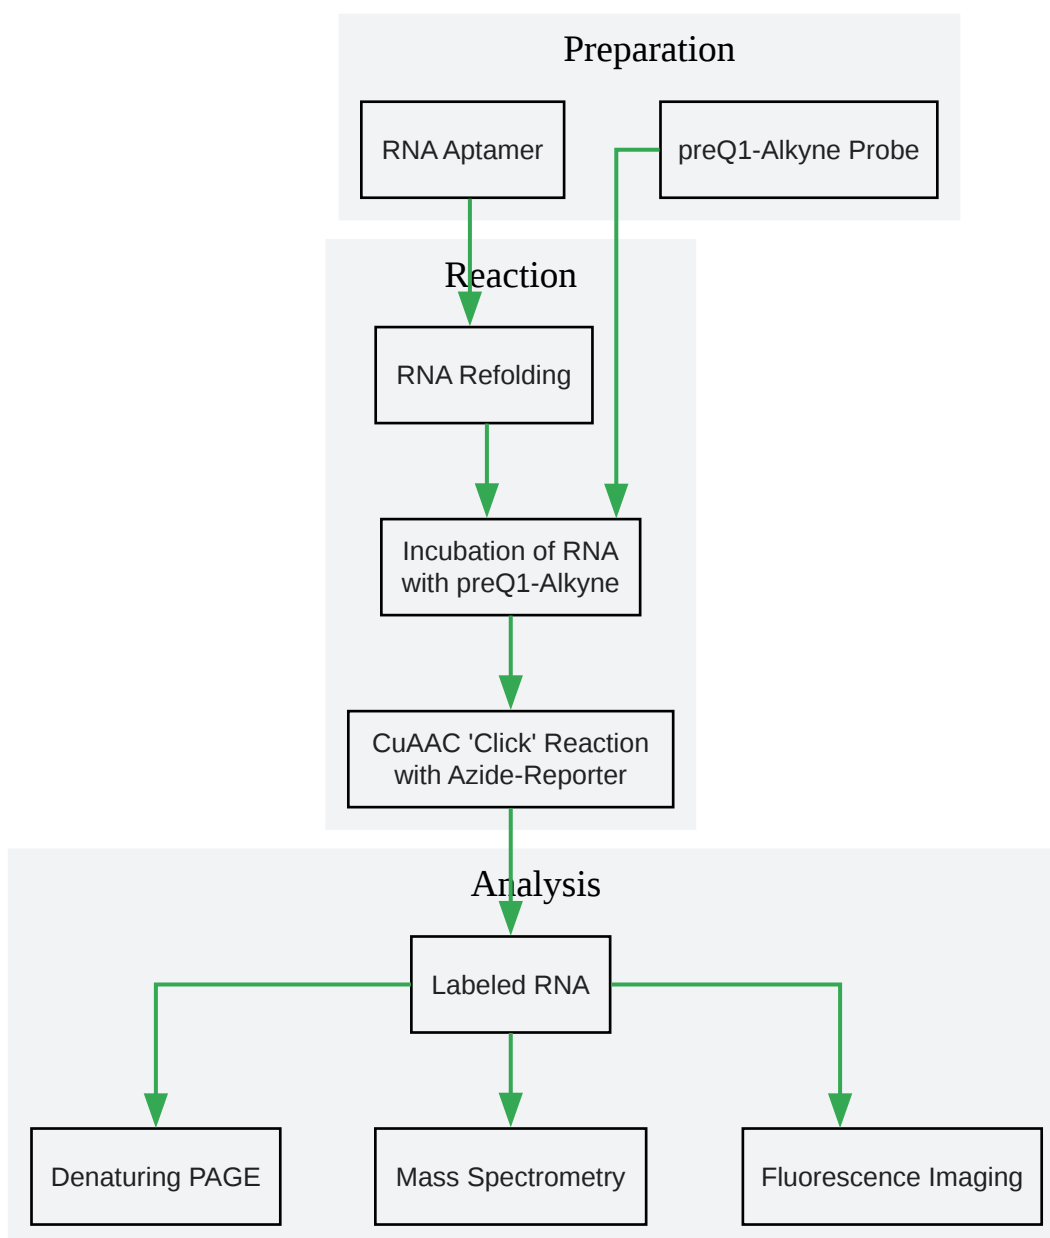 Preparation
RNA Aptamer
preQ1-Alkyne Probe
Reaction
RNA Refolding
Incubation of RNA
with preQ1-Alkyne
CuAAC 'Click' Reaction
with Azide-Reporter
Analysis
Labeled RNA
Denaturing PAGE
Mass Spectrometry
Fluorescence Imaging